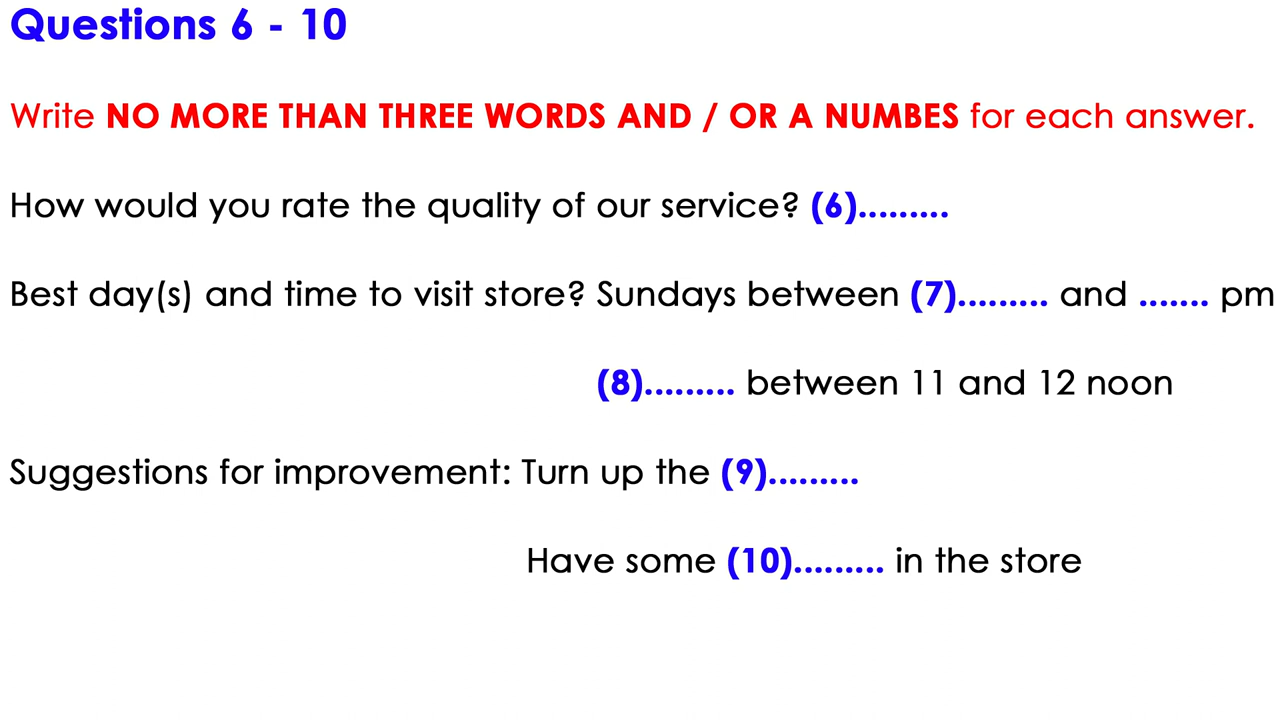 Questions 6 - 10
Write NO MORE THAN THREE WORDS AND / OR A NUMBES for each answer.
How would you rate the quality of our service? (6).........
Best day(s) and time to visit store? Sundays between (7)......... and ....... pm
(8)......... between 11 and 12 noon
Suggestions for improvement: Turn up the (9).........
Have some (10)......... in the store